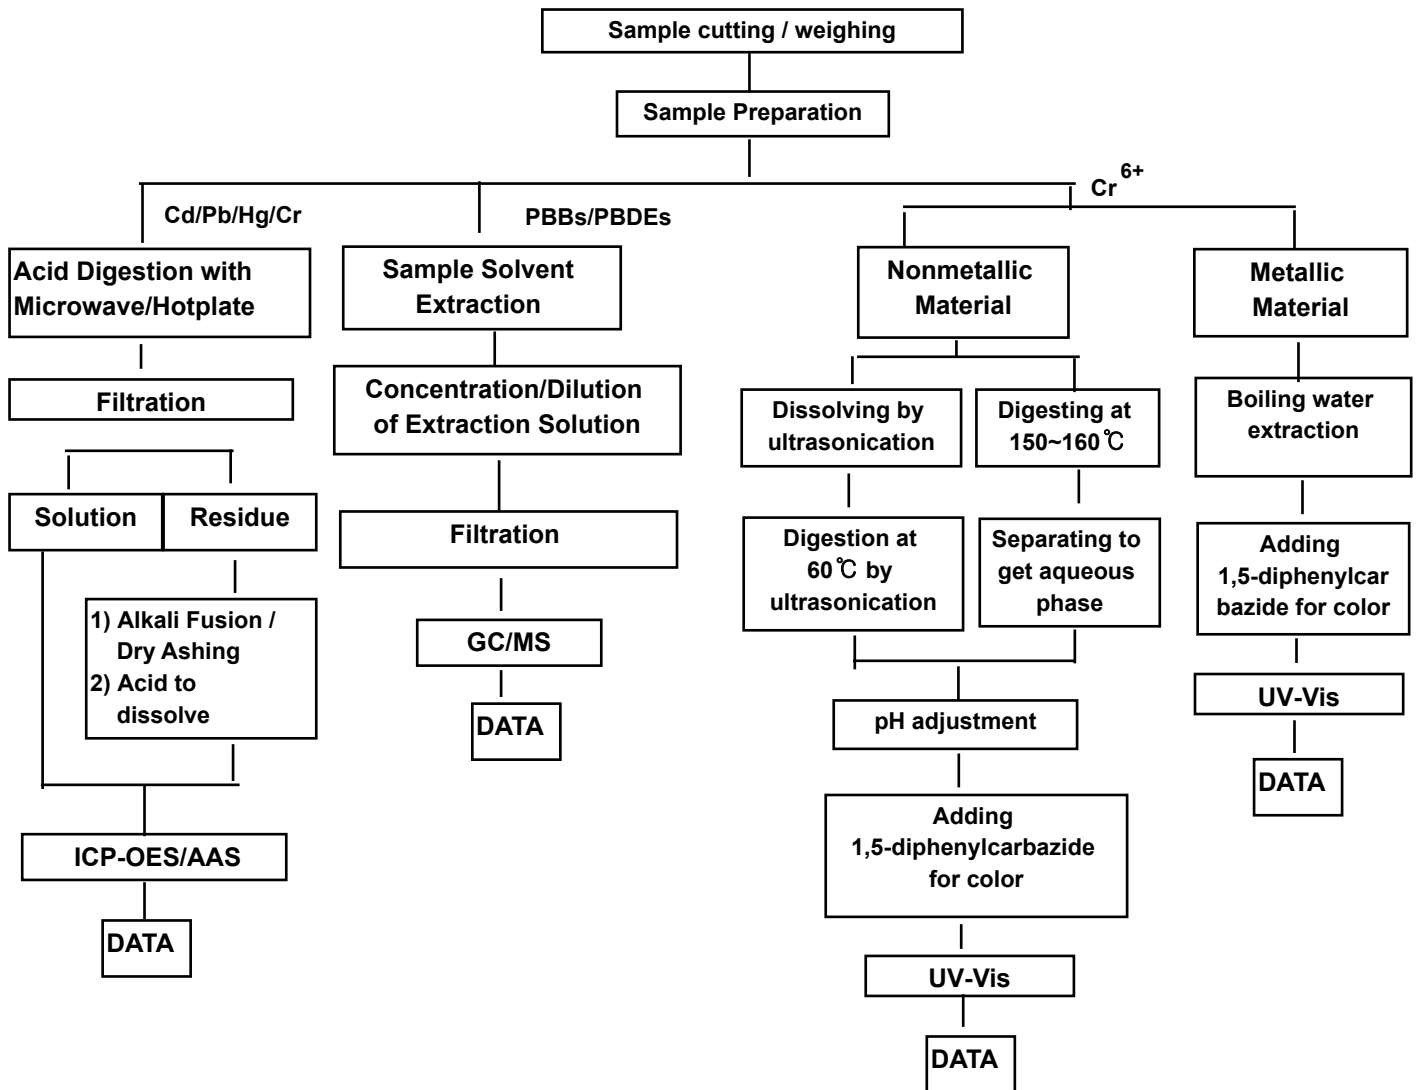 Sample cutting / weighing
Sample Preparation
Cr 6+
Cd/Pb/Hg/Cr
PBBs/PBDEs
Acid Digestion with
Microwave/Hotplate
Filtration
Solution
Residue
1) Alkali Fusion /
Dry Ashing
2) Acid to
dissolve
ICP-OES/AAS
DATA
Sample Solvent
Extraction
Concentration/Dilution
of Extraction Solution
Filtration
GC/MS
DATA
Nonmetallic
Material
Dissolving by
ultrasonication
Digestion at
60℃ by
ultrasonication
Digesting at
150~160℃
Separating to
get aqueous
phase
pH adjustment
Adding
1,5-diphenylcarbazide
for color
UV-Vis
DATA
Metallic
Material
Boiling water
extraction
Adding
1,5-diphenylcar
bazide for color
UV-Vis
DATA